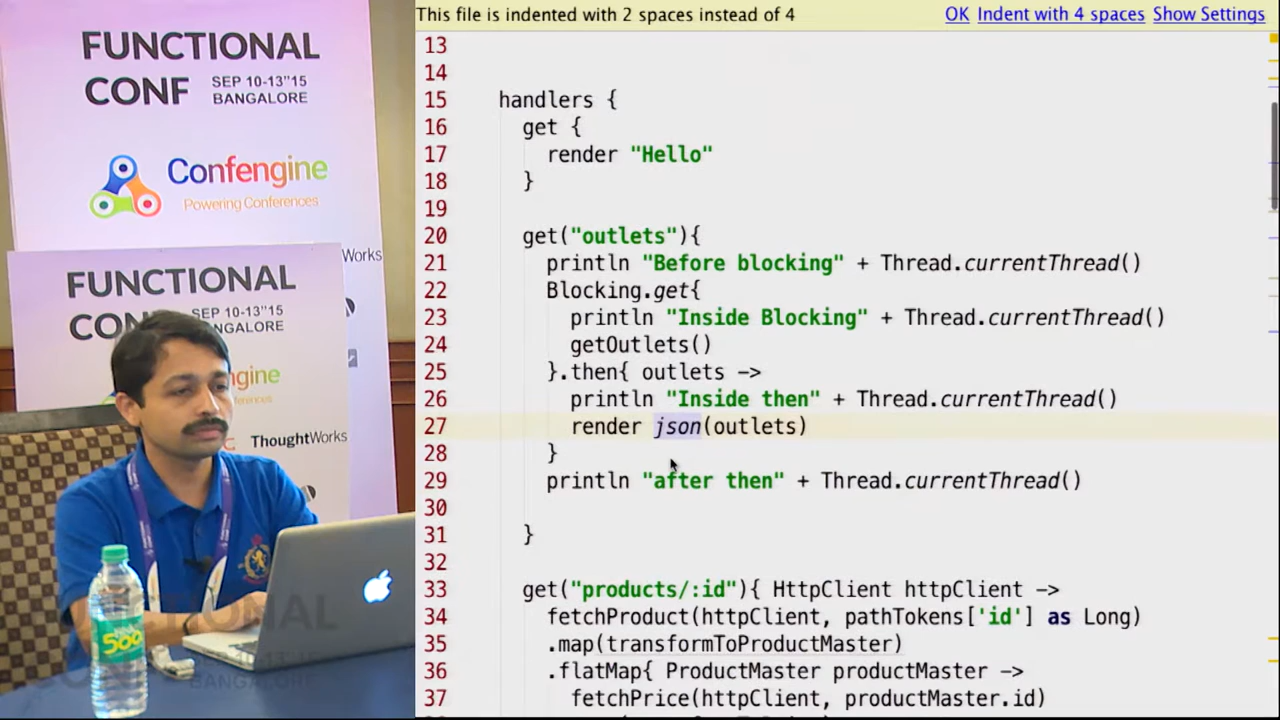 FUNCTIONAL
CONF SEP 10-13"15
BANGALORE
Confengine
Powering Conferences
Works
FUNCTIONAL
SEP 10-13"15
BANGALORE
engine
ThoughtWorks
500
This file is indented with 2 spaces instead of 4 OK Indent with 4 spaces Show Settings
13
14
15 handlers {
16 get {
17 render "Hello"
18 }
19
20 get("outlets"){
21 println "Before blocking" + Thread.currentThread()
22 Blocking.get{
23 println "Inside Blocking" + Thread.currentThread()
24 getOutlets()
25 }.then{ outlets ->
26 println "Inside then" + Thread.currentThread()
27 render json(outlets)
28 }
29 println "after then" + Thread.currentThread()
30
31 }
32
33 get("products/:id"){ HttpClient httpClient ->
34 fetchProduct(httpClient, pathTokens['id'] as Long)
35 .map(transformToProductMaster)
36 .flatMap{ ProductMaster productMaster ->
37 fetchPrice(httpClient, productMaster.id)